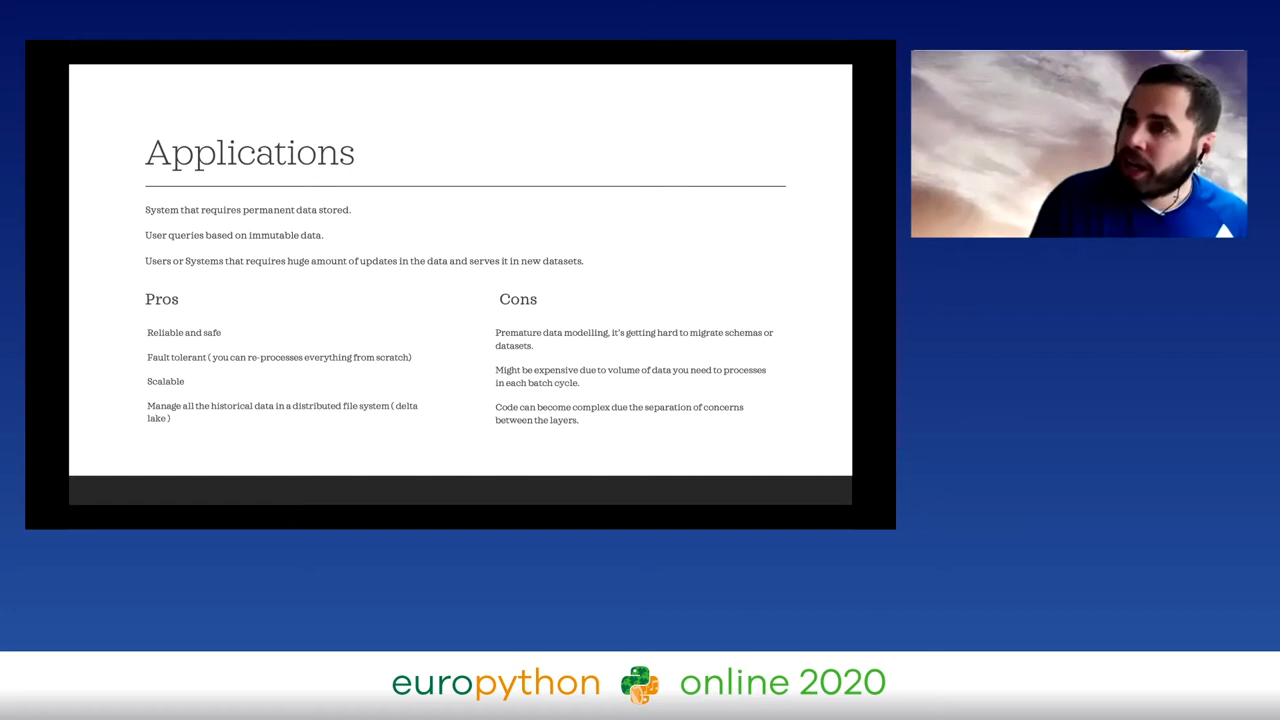 Applications
System that requires permanent data stored.
User queries based on immutable data.
Users or Systems that requires huge amount of updates in the data and serves it in new datasets.
Pros
Reliable and safe
Fault tolerant ( you can re-processes everything from scratch)
Scalable
Manage all the historical data in a distributed file system ( delta
lake )
Cons
Premature data modelling, it's getting hard to migrate schemas or
datasets.
Might be expensive due to volume of data you need to processes
in each batch cycle.
Code can become complex due the separation of concerns
between the layers.
europython online 2020